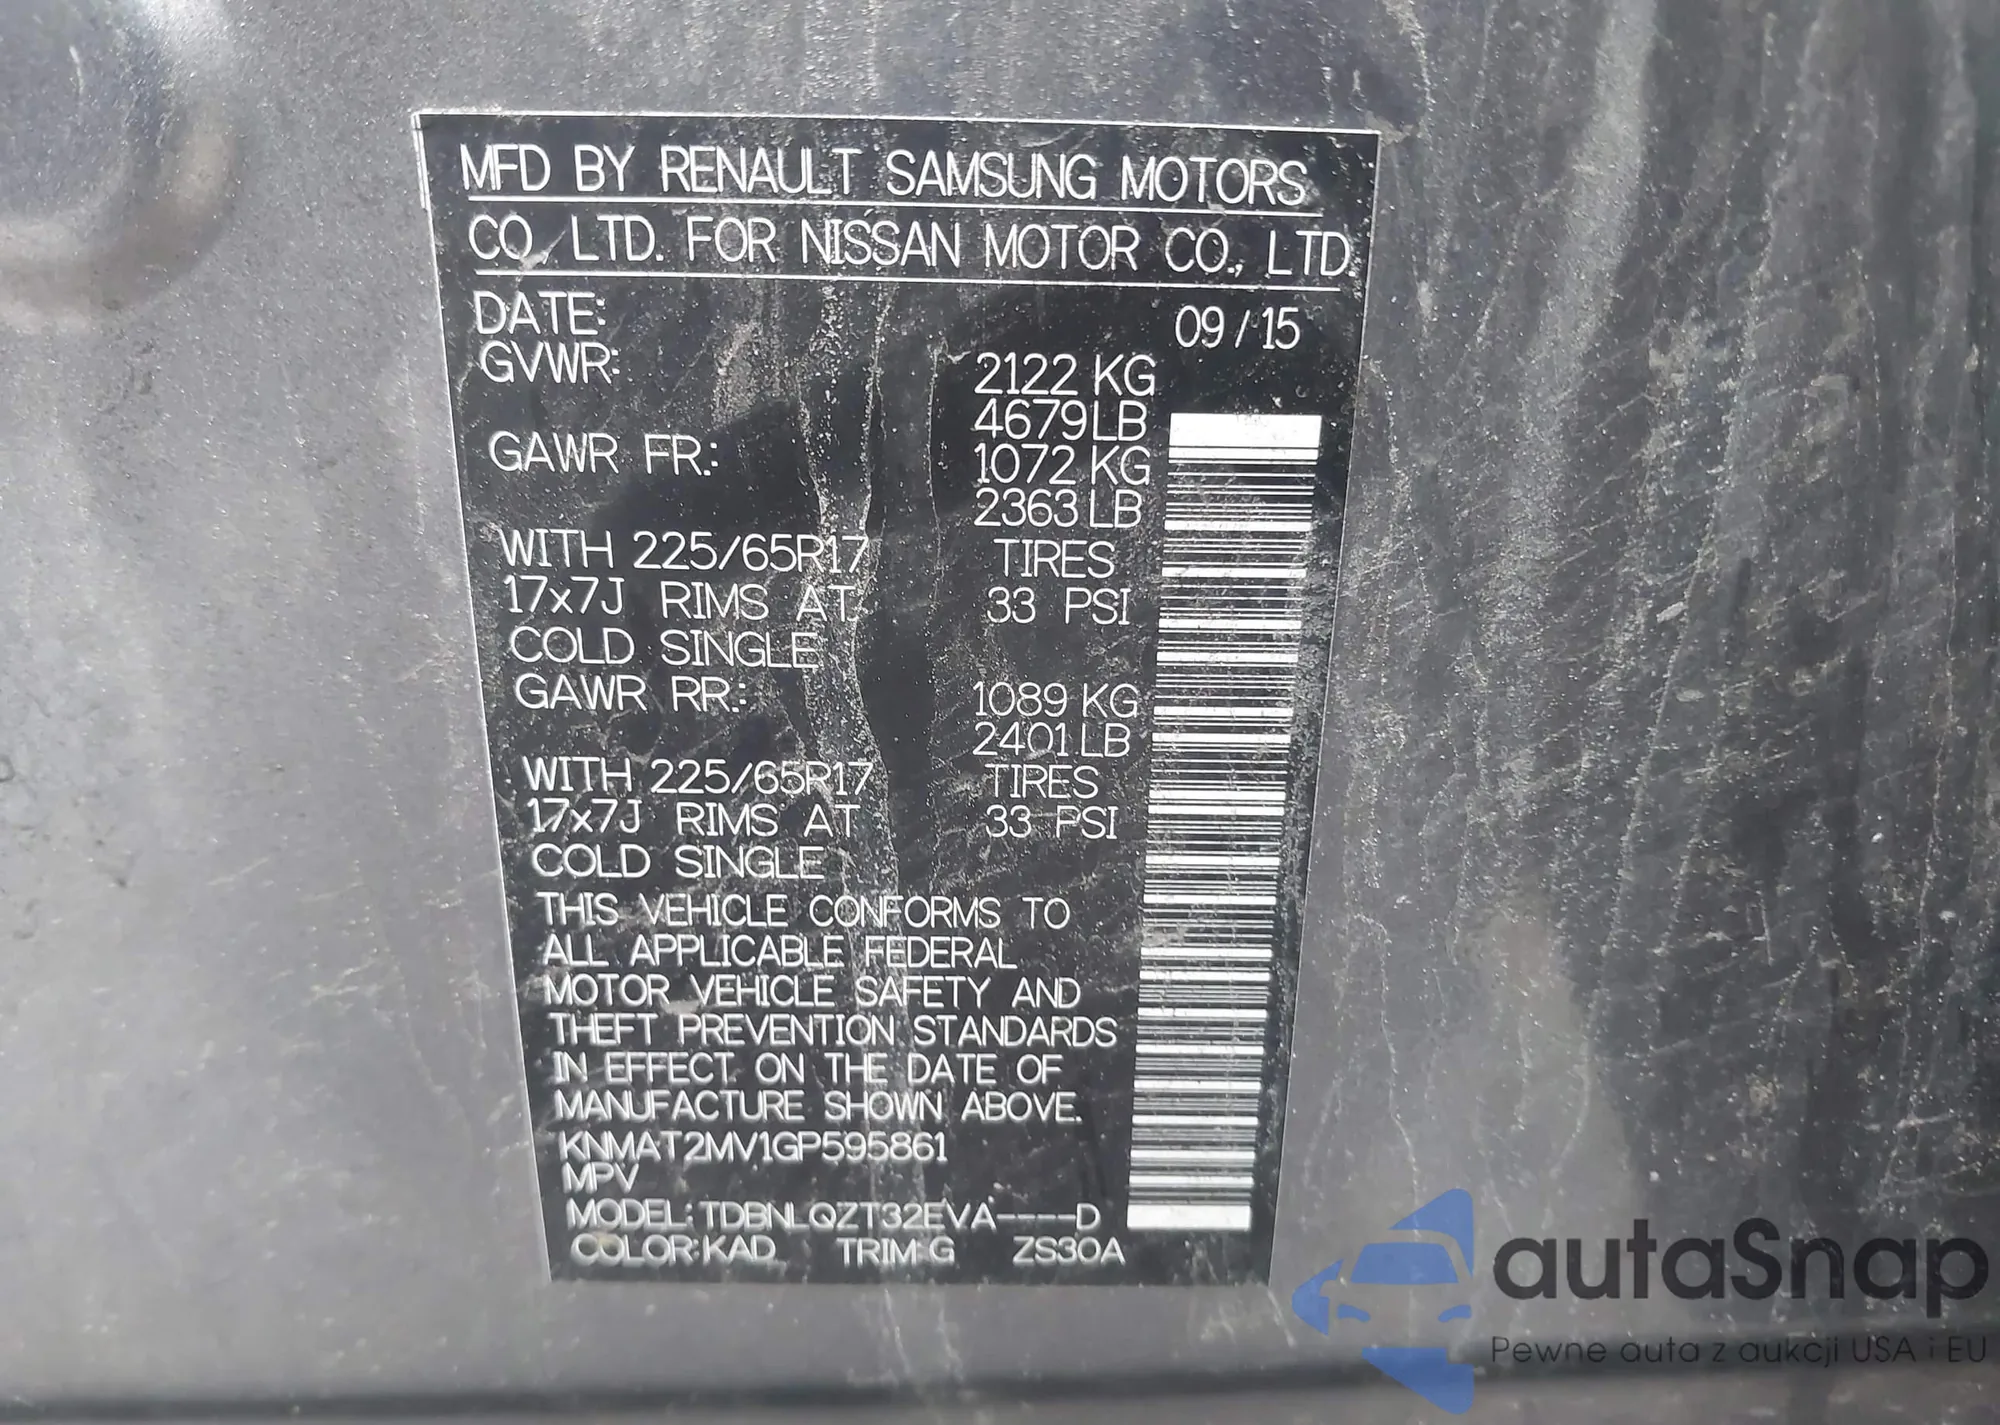 MFD BY RENAULT SAMSUNG MOTORS
CO., LTD. FOR NISSAN MOTOR CO., LTD.
DATE: 09/15
GVWR: 2122 KG
4679 LB
GAWR FR.: 1072 KG
2363 LB
WITH 225/65R17 TIRES
17x7J RIMS AT 33 PSI
COLD SINGLE
GAWR RR.: 1089 KG
2401 LB
WITH 225/65R17 TIRES
17x7J RIMS AT 33 PSI
COLD SINGLE
THIS VEHICLE CONFORMS TO
ALL APPLICABLE FEDERAL
MOTOR VEHICLE SAFETY AND
THEFT PREVENTION STANDARDS
IN EFFECT ON THE DATE OF
MANUFACTURE SHOWN ABOVE.
KNMAT2MV1GP595861
MPV
MODEL: TDBNLQZT32EVA----D
COLOR: KAD TRIM: G ZS30A
autaSnap
Pewne auta z aukcji USA i EU